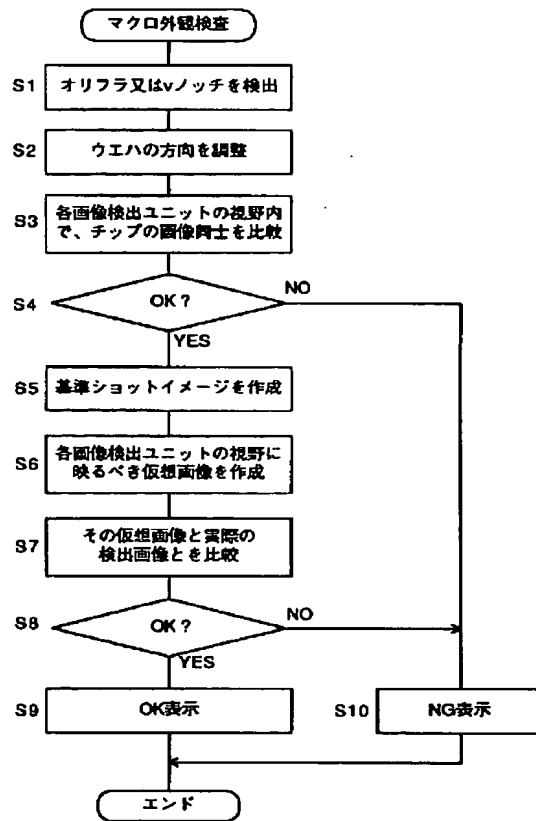 マクロ外観検査
S1
オリフラ又はvノッチを検出
S2
ウエハの方向を調整
S3
各画像検出ユニットの視野内
で、チップの画像同士を比較
S4
OK？
NO
YES
S5
基準ショットイメージを作成
S6
各画像検出ユニットの視野に
映るべき仮想画像を作成
S7
その仮想画像と実際の
検出画像とを比較
S8
OK？
NO
YES
S9
OK表示
S10
NG表示
エンド